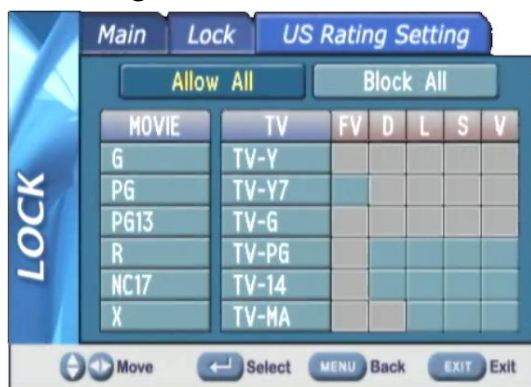 Main Lock US Rating Setting
Allow All Block All
MOVIE TV FV D L S V
G TV-Y
PG TV-Y7
PG13 TV-G
R TV-PG
NC17 TV-14
X TV-MA
LOCK
Move Select MENU Back EXIT Exit